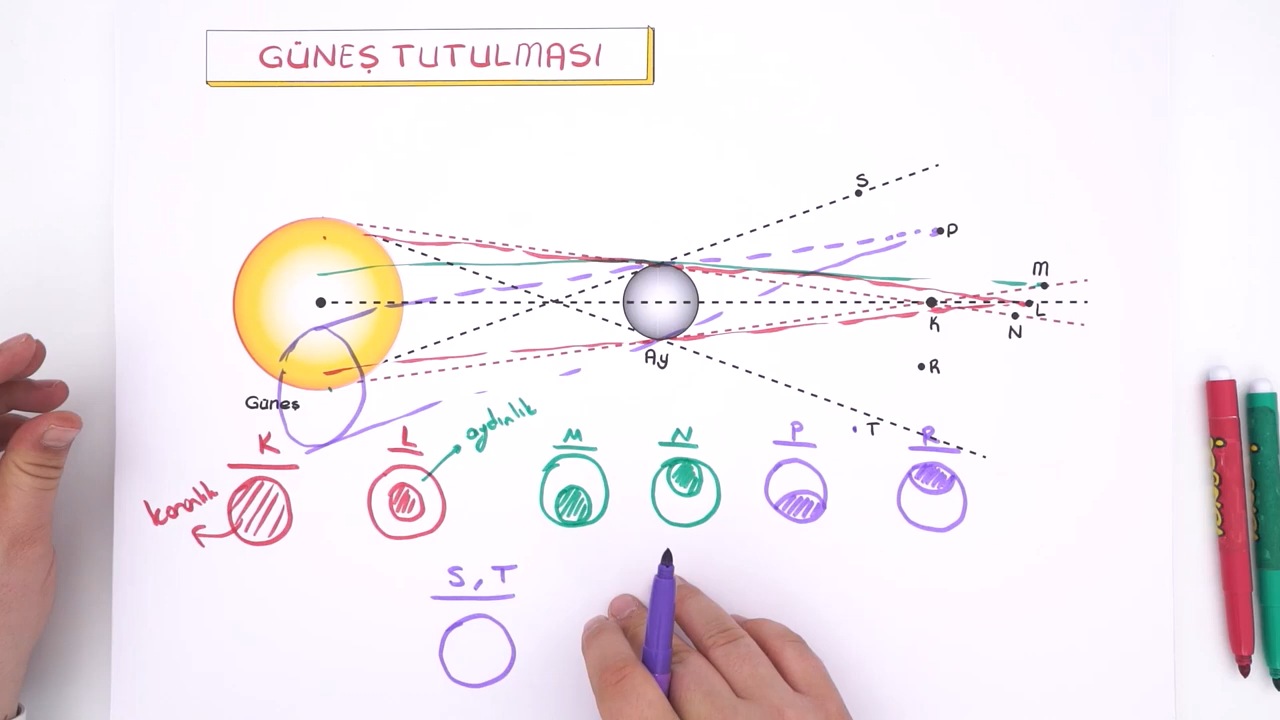 GÜNEŞ TUTULMASI
S
P
M
L
K
N
R
Ay
Güneş
T
K
L
aydınlık
M
N
P
R
karanlık
S, T